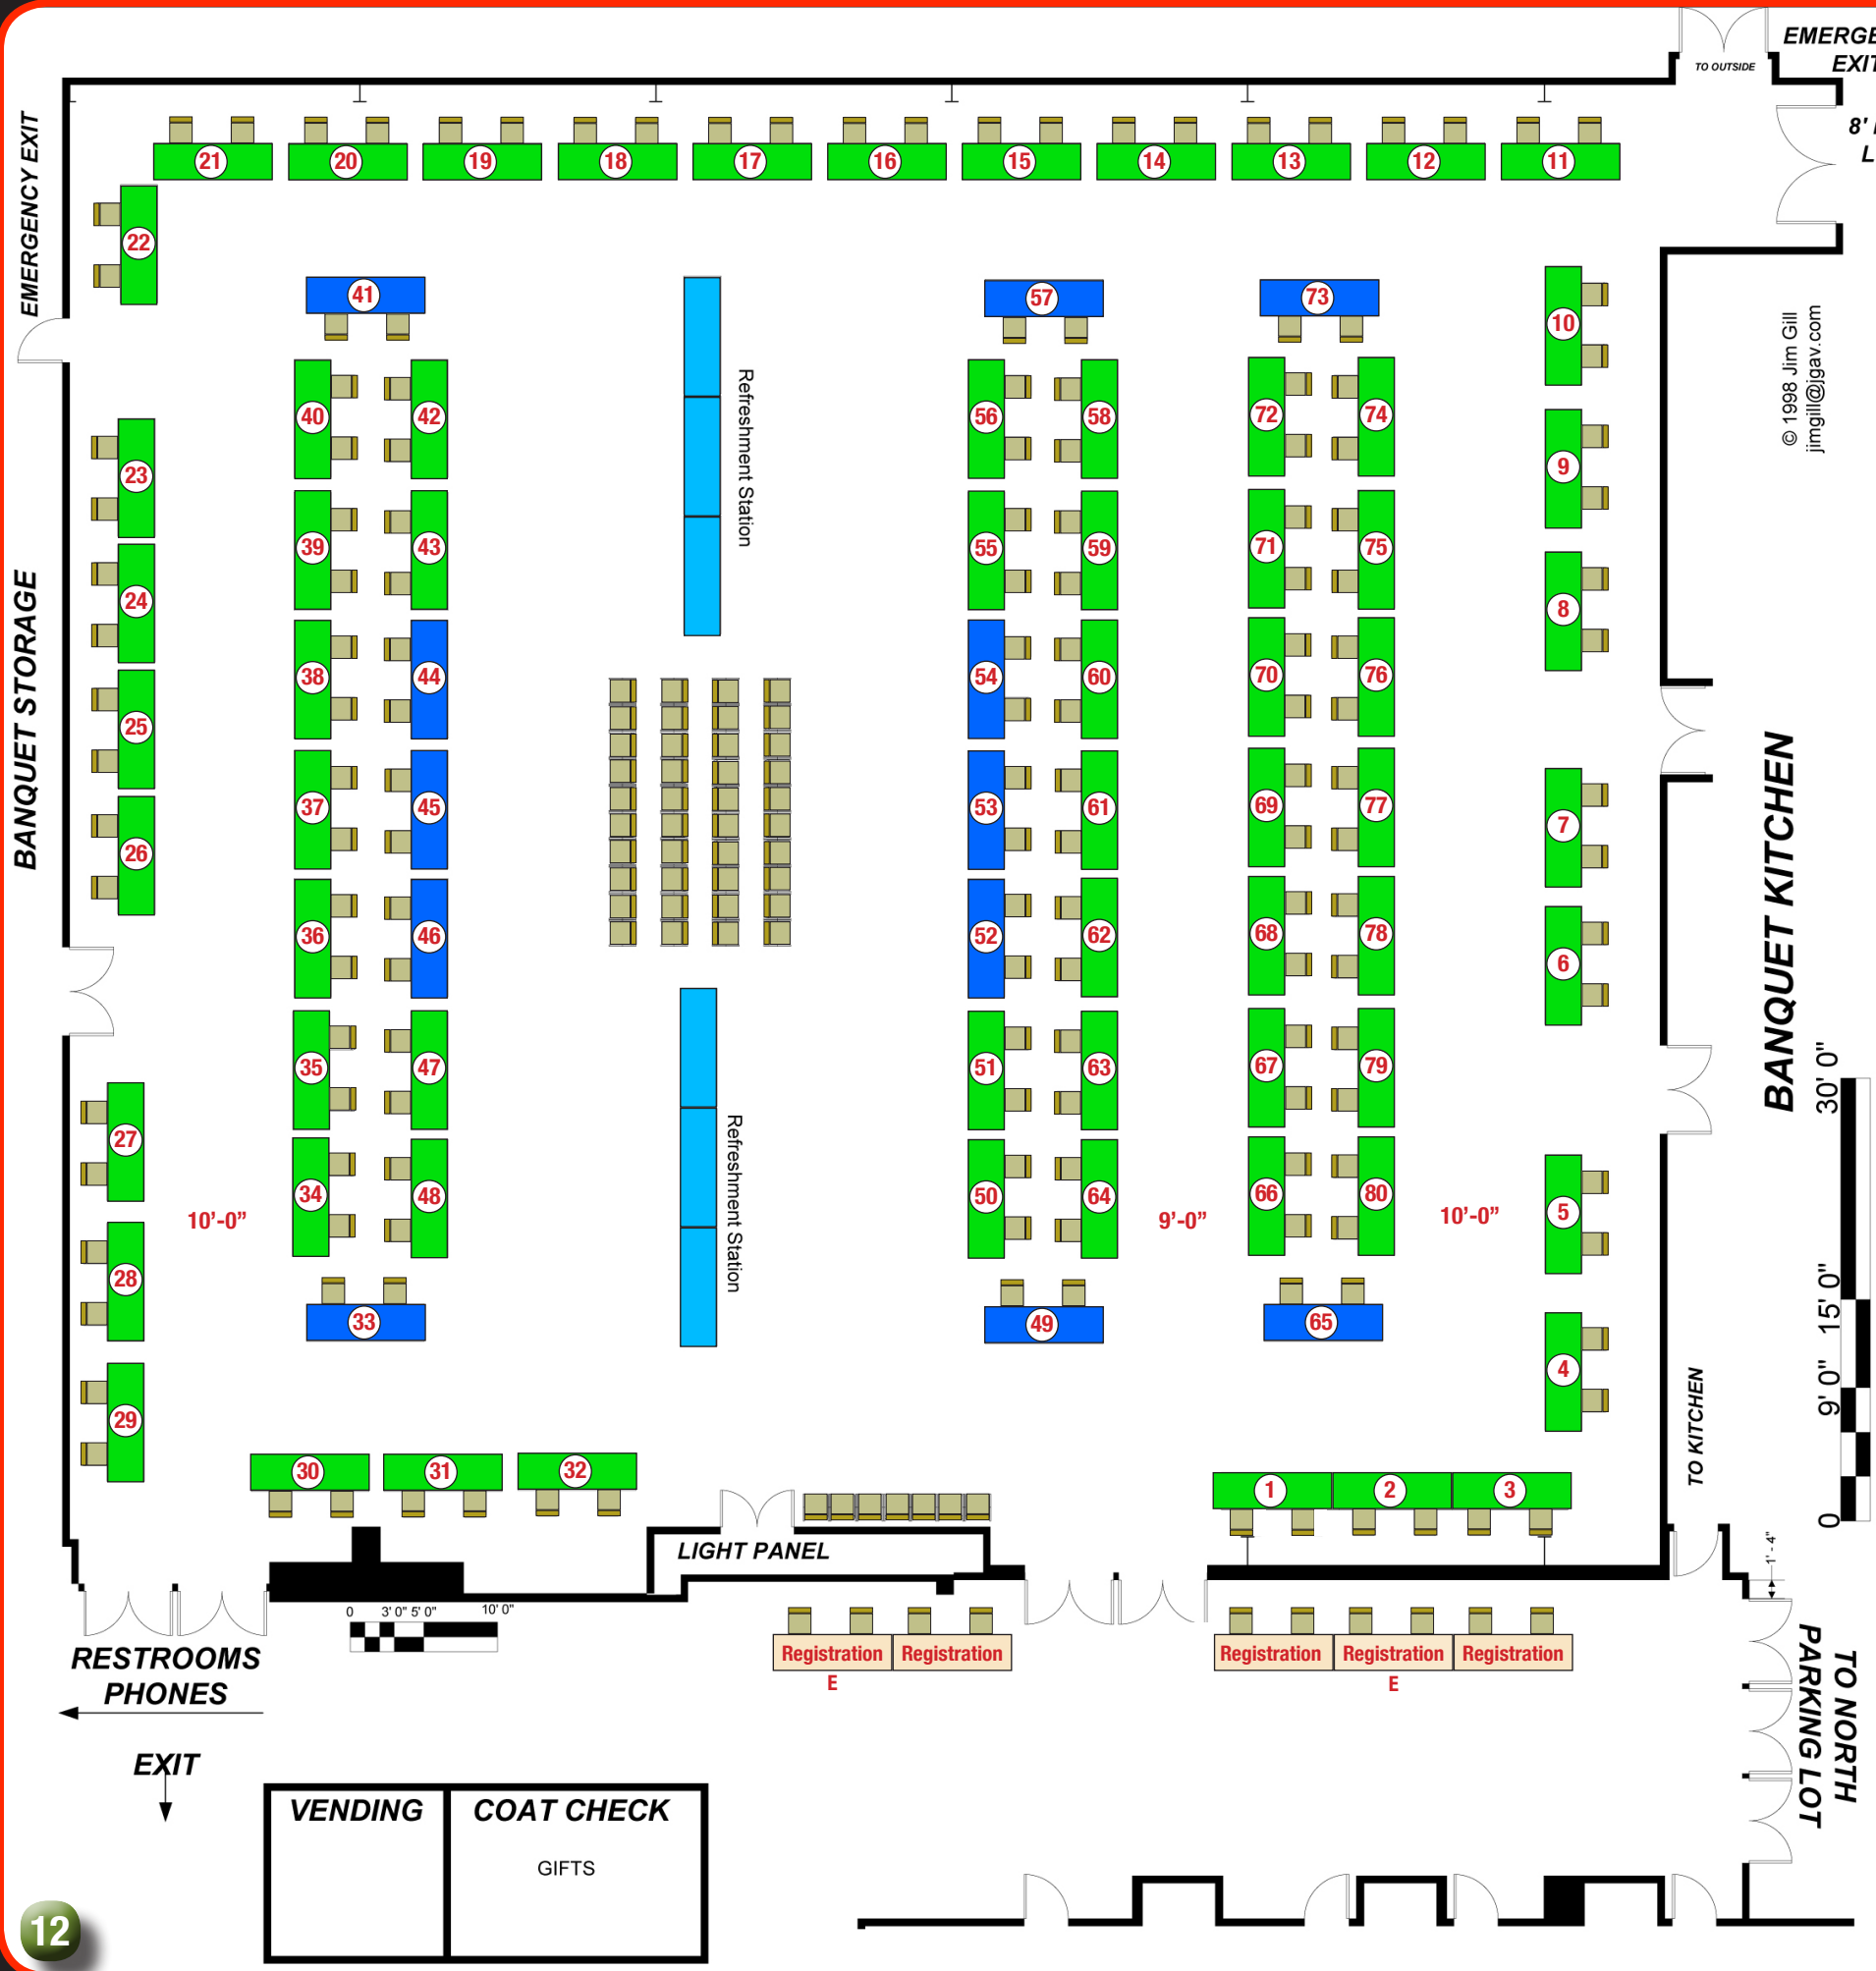 EMERGE
EXIT
TO OUTSIDE
8'
L
EMERGENCY EXIT
21
20
19
18
17
16
15
14
13
12
11
22
41
57
73
10
© 1998 Jim Gill
jimgill@jgav.com
40
42
Refreshment Station
56
58
72
74
9
23
39
43
55
59
71
75
8
BANQUET STORAGE
24
38
44
54
60
70
76
25
37
45
53
61
69
77
7
26
36
46
52
62
68
78
6
BANQUET KITCHEN
35
47
51
63
67
79
27
34
48
Refreshment Station
50
64
66
80
5
10’-0”
9’-0”
10’-0”
28
33
49
65
4
29
30
31
32
1
2
3
TO KITCHEN
30' 0"
15' 0"
9' 0"
0
1' - 4"
LIGHT PANEL
0 3' 0" 5' 0" 10' 0"
Registration
Registration
Registration
Registration
Registration
E
E
RESTROOMS
PHONES
EXIT
TO NORTH
PARKING LOT
VENDING
COAT CHECK
GIFTS
12